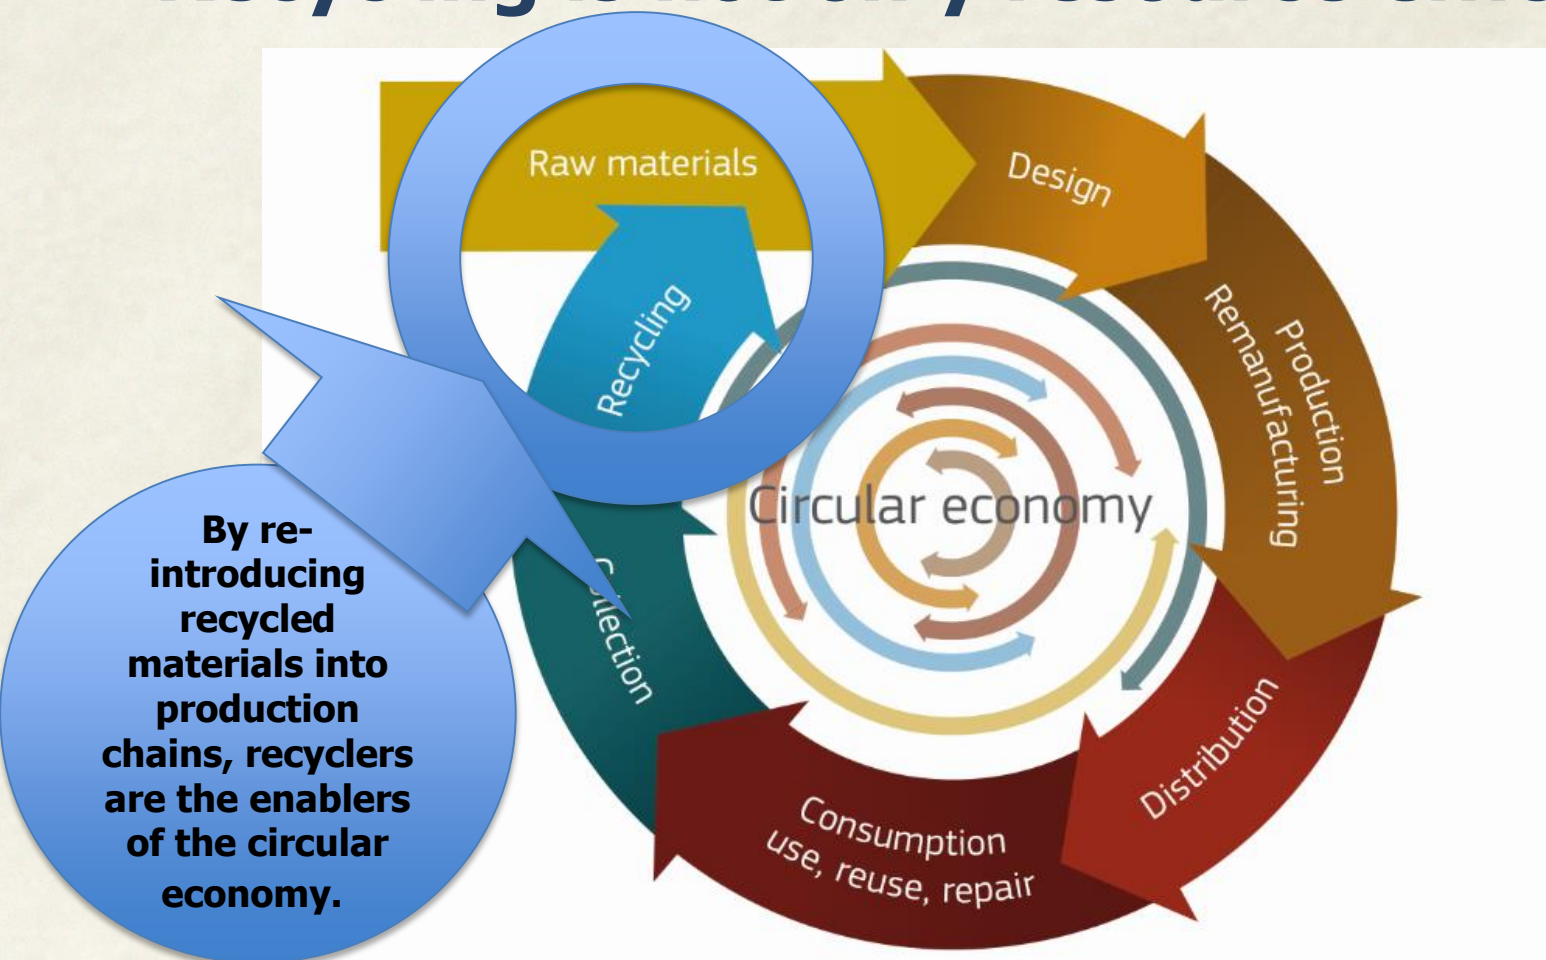 Raw materials
Design
Production
Remanufacturing
Distribution
Consumption
use, reuse, repair
Collection
Recycling
Circular economy
By re-
introducing
recycled
materials into
production
chains, recyclers
are the enablers
of the circular
economy.